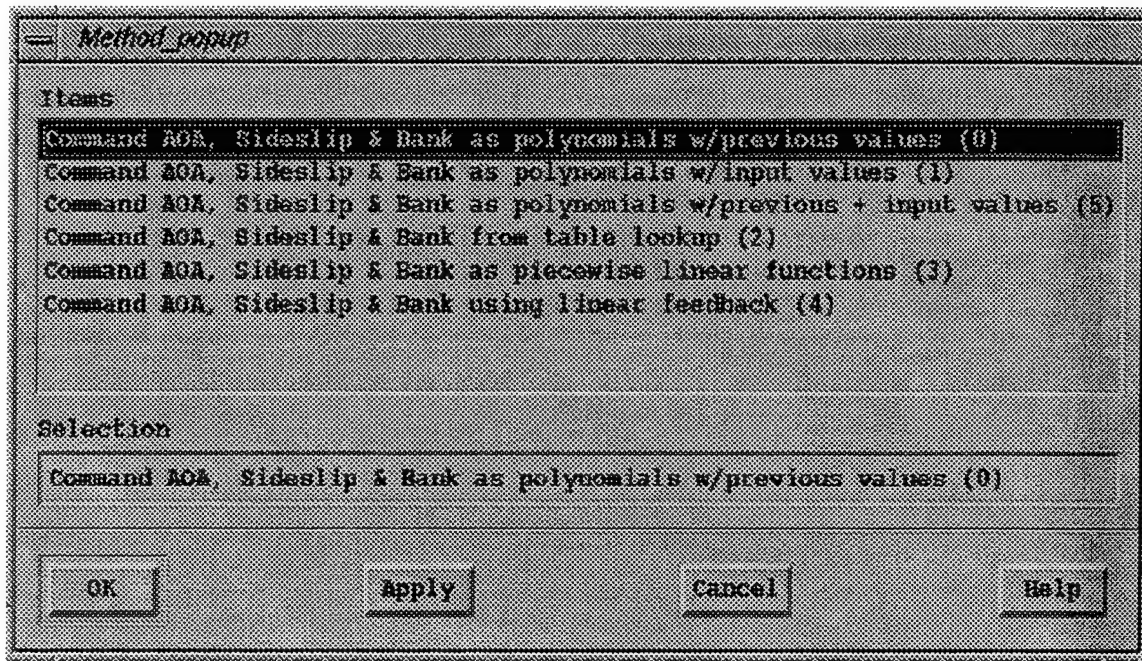 Method_popup
Items
Command AOA, Sideslip & Bank as polynomials w/previous values (0)
Command AOA, Sideslip & Bank as polynomials w/input values (1)
Command AOA, Sideslip & Bank as polynomials w/previous + input values (5)
Command AOA, Sideslip & Bank from table lookup (2)
Command AOA, Sideslip & Bank as piecewise linear functions (3)
Command AOA, Sideslip & Bank using linear feedback (4)
Selection
Command AOA, Sideslip & Bank as polynomials w/previous values (0)
OK Apply Cancel Help